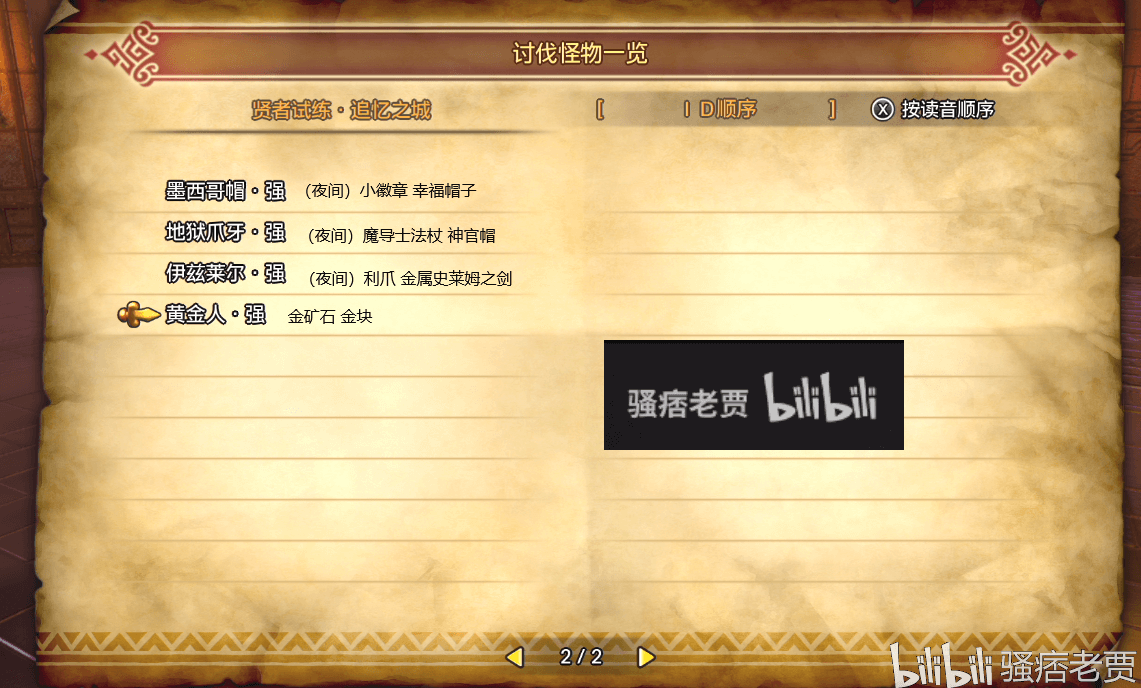 讨伐怪物一览
贤者试练・追忆之城 [ ID顺序 ] Ⓧ 按读音顺序
墨西哥帽・强 （夜间）小徽章 幸福帽子
地狱爪牙・强 （夜间）魔导士法杖 神官帽
伊兹莱尔・强 （夜间）利爪 金属史莱姆之剑
黄金人・强 金矿石 金块
骚痞老贾 bilibili
2/2
bilibili 骚痞老贾